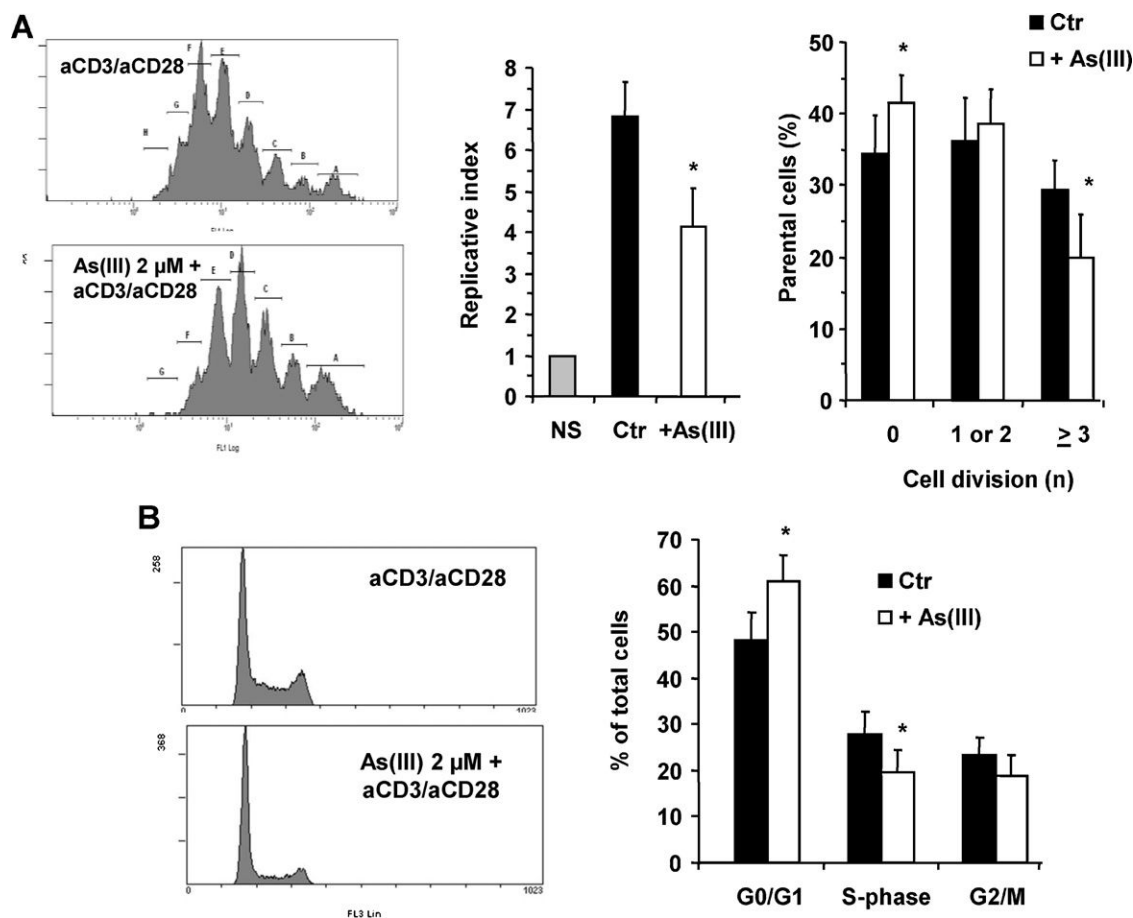 A
aCD3/aCD28
F
E
G
D
H
C
B
A
FL1 Log
As(III) 2 µM +
aCD3/aCD28
D
E
C
F
B
G
A
FL1 Log
Replicative index
8
7
6
5
4
3
2
1
0
NS Ctr +As(III)
*
Ctr
+ As(III)
Parental cells (%)
50
40
30
20
10
0
*
*
0 1 or 2 ≥ 3
Cell division (n)
B
258
aCD3/aCD28
0 1023
368
As(III) 2 µM +
aCD3/aCD28
0 1023
FL3 Lin
% of total cells
70
60
50
40
30
20
10
0
*
*
Ctr
+ As(III)
G0/G1 S-phase G2/M